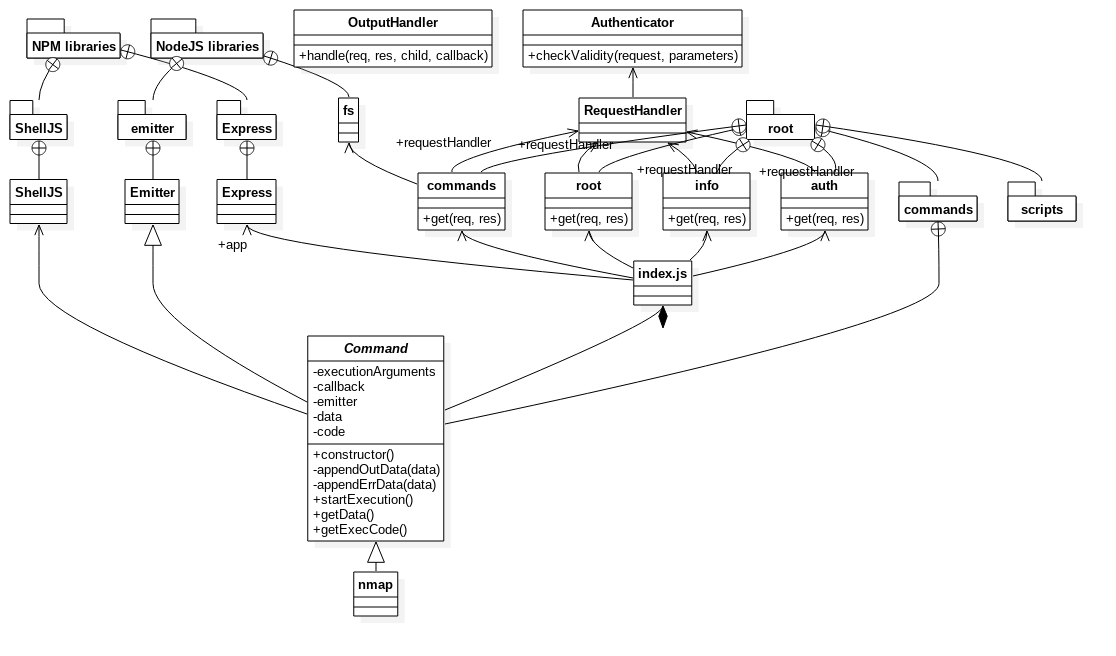 OutputHandler
+handle(req, res, child, callback)
Authenticator
+checkValidity(request, parameters)
NPM libraries
NodeJS libraries
ShellJS
emitter
Express
fs
RequestHandler
root
+requestHandler
+requestHandler
+requestHandler
+requestHandler
ShellJS
Emitter
Express
commands
+get(req, res)
root
+get(req, res)
info
+get(req, res)
auth
+get(req, res)
commands
scripts
+app
index.js
Command
-executionArguments
-callback
-emitter
-data
-code
+constructor()
-appendOutData(data)
-appendErrData(data)
+startExecution()
+getData()
+getExecCode()
nmap